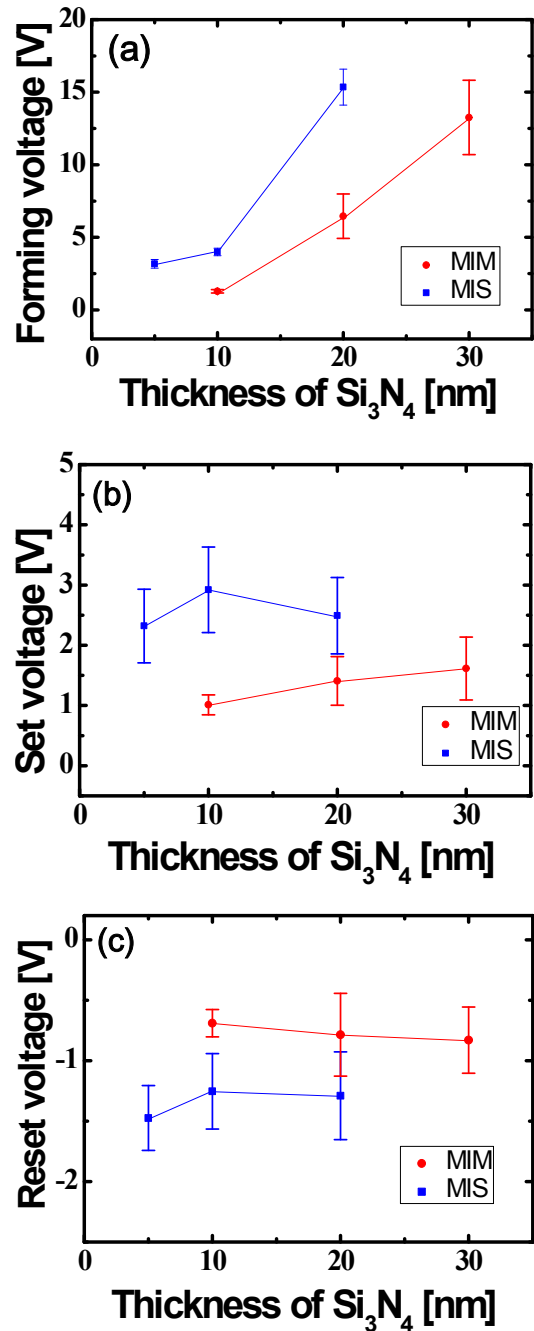 (a)
Forming voltage [V]
20
15
10
5
0
MIM
MIS
0 10 20 30
Thickness of Si₃N₄ [nm]
(b)
Set voltage [V]
5
4
3
2
1
0
MIM
MIS
0 10 20 30
Thickness of Si₃N₄ [nm]
(c)
Reset voltage [V]
0
-1
-2
MIM
MIS
0 10 20 30
Thickness of Si₃N₄ [nm]